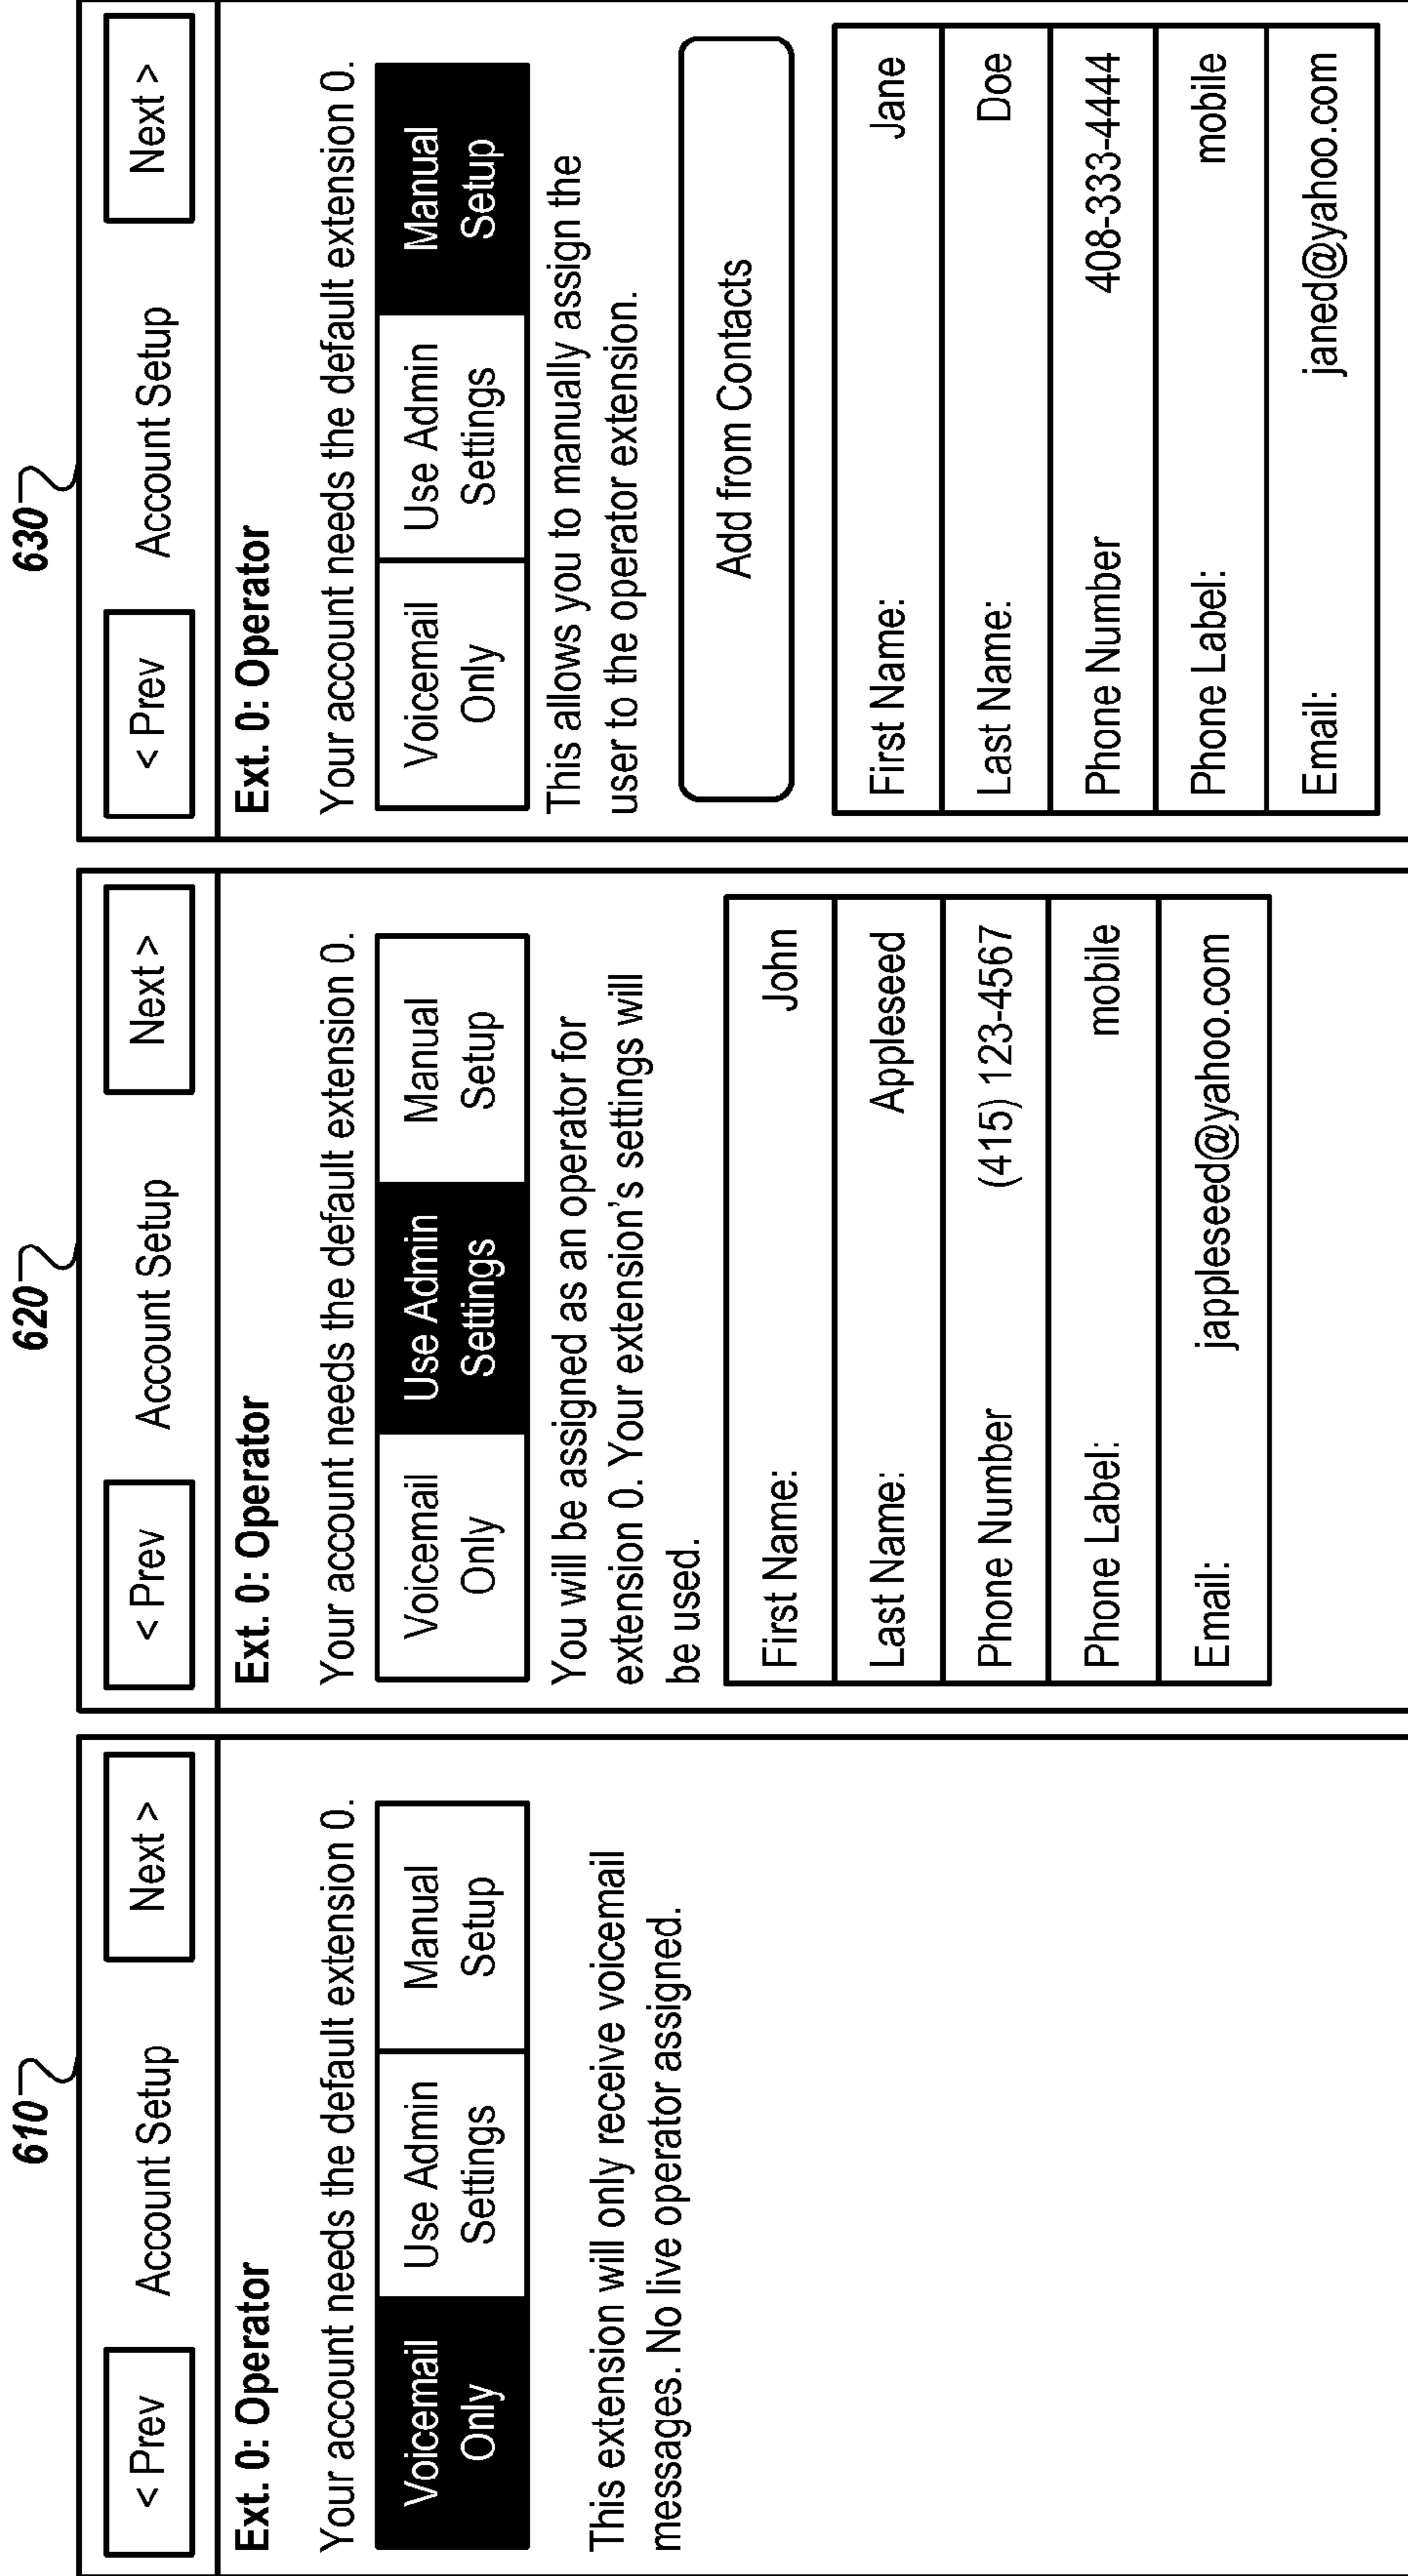 610
< Prev
Account Setup
Next >
Ext. 0: Operator
Your account needs the default extension 0.
Voicemail
Only
Use Admin
Settings
Manual
Setup
This extension will only receive voicemail
messages. No live operator assigned.
620
< Prev
Account Setup
Next >
Ext. 0: Operator
Your account needs the default extension 0.
Voicemail
Only
Use Admin
Settings
Manual
Setup
You will be assigned as an operator for
extension 0. Your extension's settings will
be used.
First Name: John
Last Name: Appleseed
Phone Number (415) 123-4567
Phone Label: mobile
Email: jappleseed@yahoo.com
630
< Prev
Account Setup
Next >
Ext. 0: Operator
Your account needs the default extension 0.
Voicemail
Only
Use Admin
Settings
Manual
Setup
This allows you to manually assign the
user to the operator extension.
Add from Contacts
First Name: Jane
Last Name: Doe
Phone Number 408-333-4444
Phone Label: mobile
Email: janed@yahoo.com